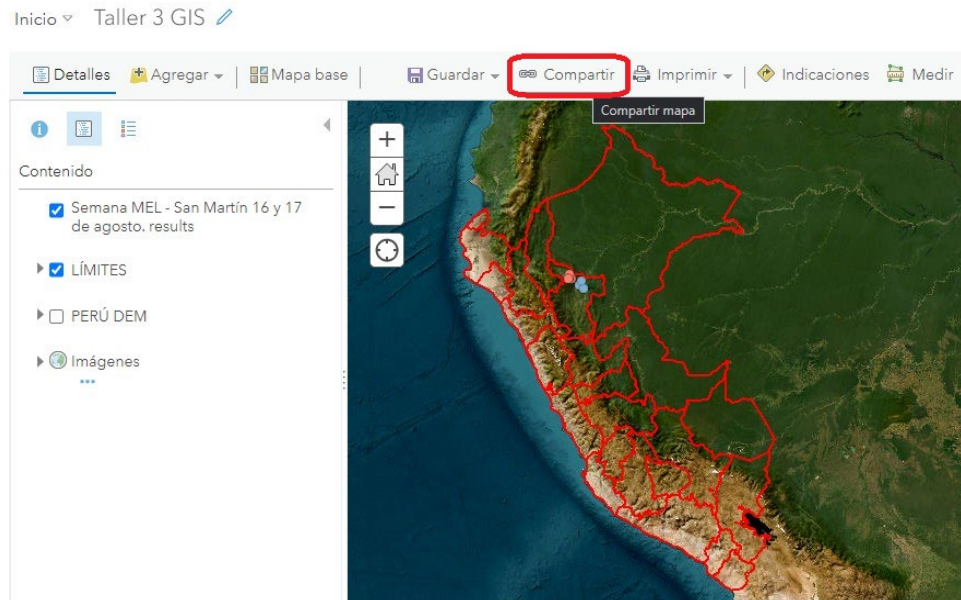 Inicio Taller 3 GIS
Detalles Agregar Mapa base Guardar Compartir Imprimir Indicaciones Medir
Compartir mapa
Contenido
Semana MEL - San Martín 16 y 17
de agosto. results
LÍMITES
PERÚ DEM
Imágenes